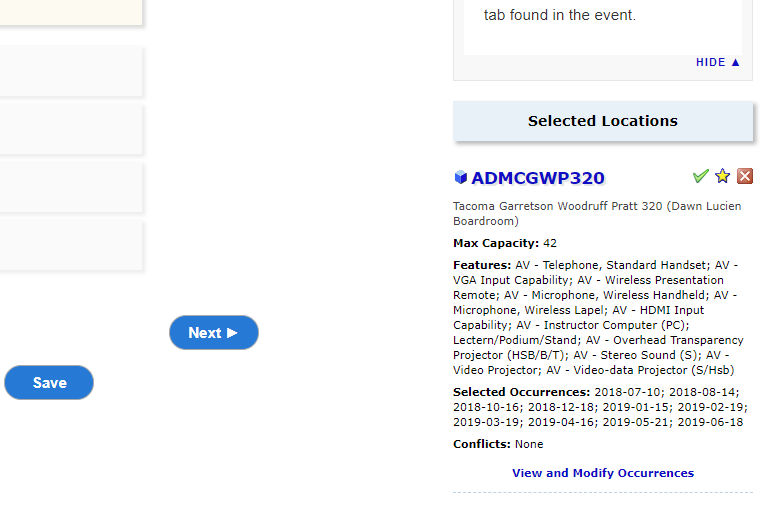 tab found in the event.
HIDE ▲
Selected Locations
ADMCGWP320
Tacoma Garretson Woodruff Pratt 320 (Dawn Lucien
Boardroom)
Max Capacity: 42
Features: AV - Telephone, Standard Handset; AV -
VGA Input Capability; AV - Wireless Presentation
Remote; AV - Microphone, Wireless Handheld; AV -
Microphone, Wireless Lapel; AV - HDMI Input
Capability; AV - Instructor Computer (PC);
Lectern/Podium/Stand; AV - Overhead Transparency
Projector (HSB/B/T); AV - Stereo Sound (S); AV -
Video Projector; AV - Video-data Projector (S/Hsb)
Selected Occurrences: 2018-07-10; 2018-08-14;
2018-10-16; 2018-12-18; 2019-01-15; 2019-02-19;
2019-03-19; 2019-04-16; 2019-05-21; 2019-06-18
Conflicts: None
View and Modify Occurrences
Next ►
Save